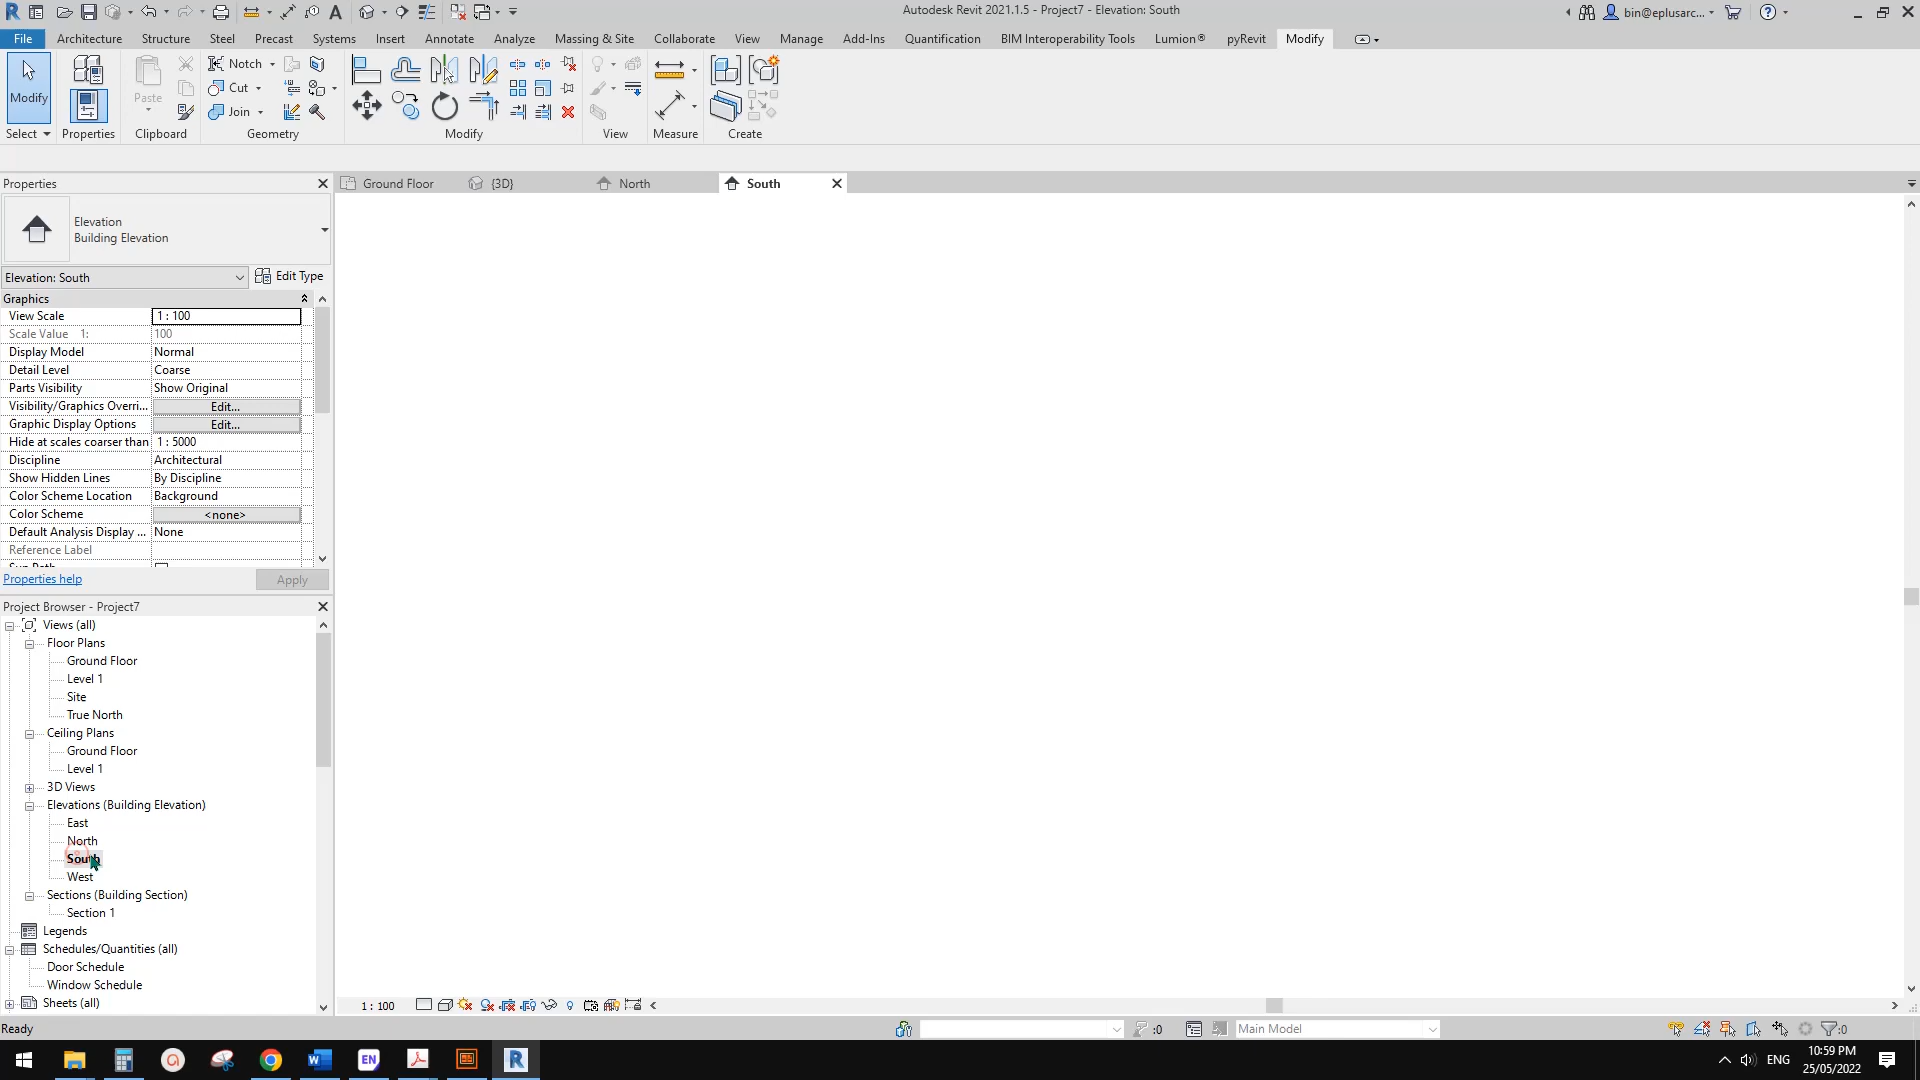 Autodesk Revit 2021.1.5 - Project7 - Elevation: South
bin@eplusarc...
File Architecture Structure Steel Precast Systems Insert Annotate Analyze Massing & Site Collaborate View Manage Add-Ins Quantification BIM Interoperability Tools Lumion® pyRevit Modify
Modify
Paste
Notch
Cut
Join
Select Properties Clipboard Geometry Modify View Measure Create
Properties
Ground Floor {3D} North South
Elevation
Building Elevation
Elevation: South Edit Type
Graphics
View Scale 1 : 100
Scale Value 1: 100
Display Model Normal
Detail Level Coarse
Parts Visibility Show Original
Visibility/Graphics Overri... Edit...
Graphic Display Options Edit...
Hide at scales coarser than 1 : 5000
Discipline Architectural
Show Hidden Lines By Discipline
Color Scheme Location Background
Color Scheme <none>
Default Analysis Display ... None
Reference Label
Properties help Apply
Project Browser - Project7
Views (all)
Floor Plans
Ground Floor
Level 1
Site
True North
Ceiling Plans
Ground Floor
Level 1
3D Views
Elevations (Building Elevation)
East
North
South
West
Sections (Building Section)
Section 1
Legends
Schedules/Quantities (all)
Door Schedule
Window Schedule
Sheets (all)
1 : 100
Ready :0 Main Model :0
EN
ENG
10:59 PM
25/05/2022